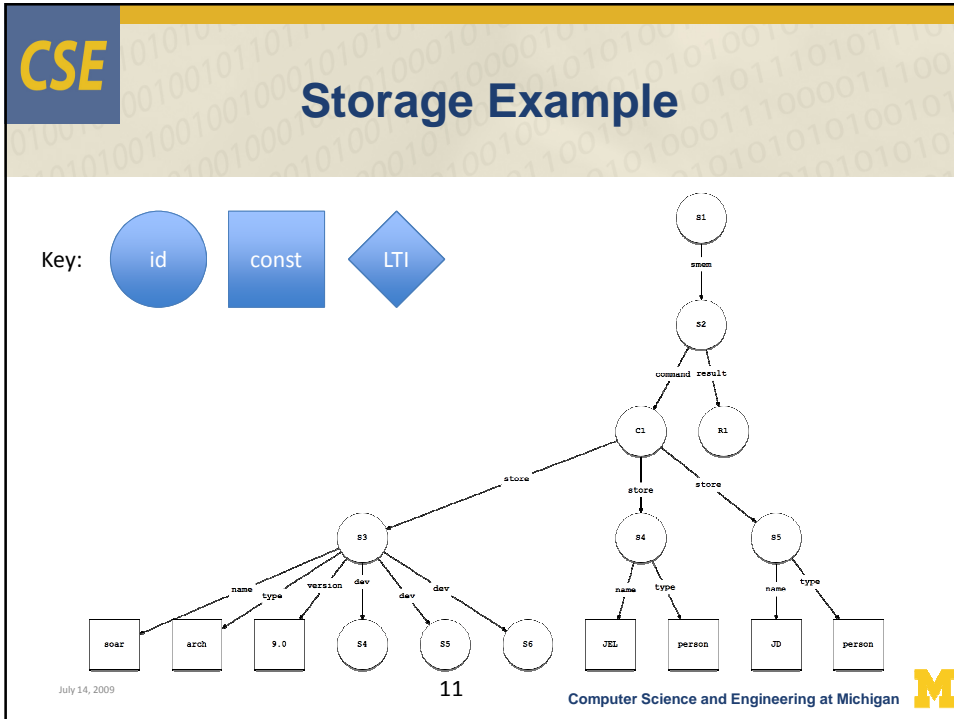 CSE
Storage Example
Key: id const LTI
S1
smem
S2
command result
C1 R1
store store store
S3 S4 S5
name type version dev dev dev name type name type
soar arch 9.0 S4 S5 S6 JEL person JD person
July 14, 2009 11 Computer Science and Engineering at Michigan M